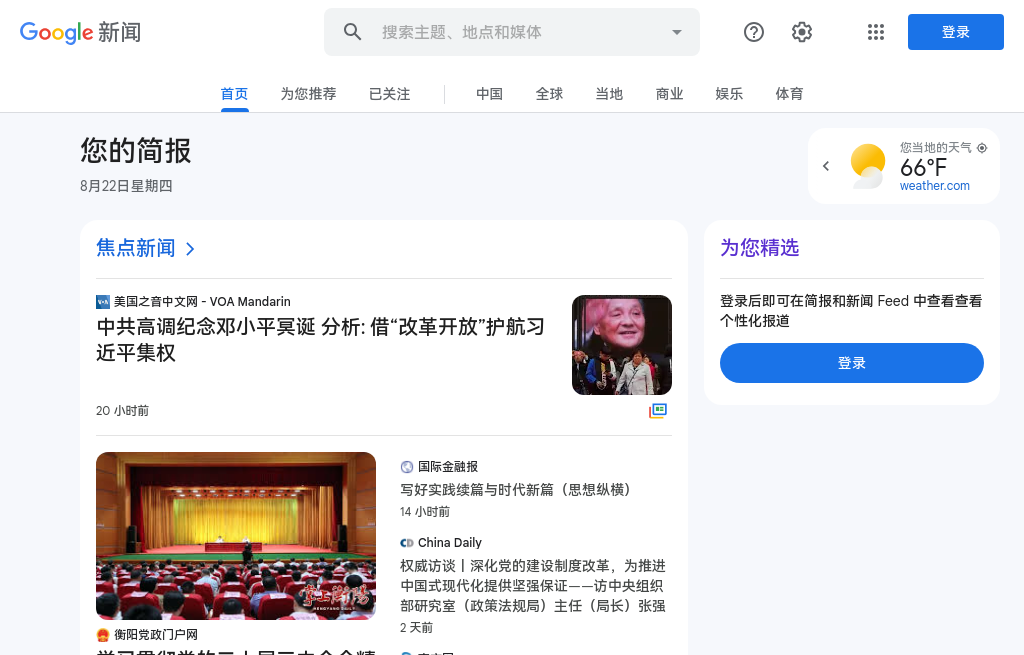 Google 新闻
搜索主题、地点和媒体
登录
首页
为您推荐
已关注
中国
全球
当地
商业
娱乐
体育
您的简报
8月22日星期四
您当地的天气
66°F
weather.com
焦点新闻
美国之音中文网 - VOA Mandarin
中共高调纪念邓小平冥诞 分析: 借“改革开放”护航习
近平集权
20 小时前
衡阳党政门户网
国际金融报
写好实践续篇与时代新篇（思想纵横）
14 小时前
China Daily
权威访谈丨深化党的建设制度改革，为推进
中国式现代化提供坚强保证——访中央组织
部研究室（政策法规局）主任（局长）张强
2 天前
为您精选
登录后即可在简报和新闻 Feed 中查看查看
个性化报道
登录